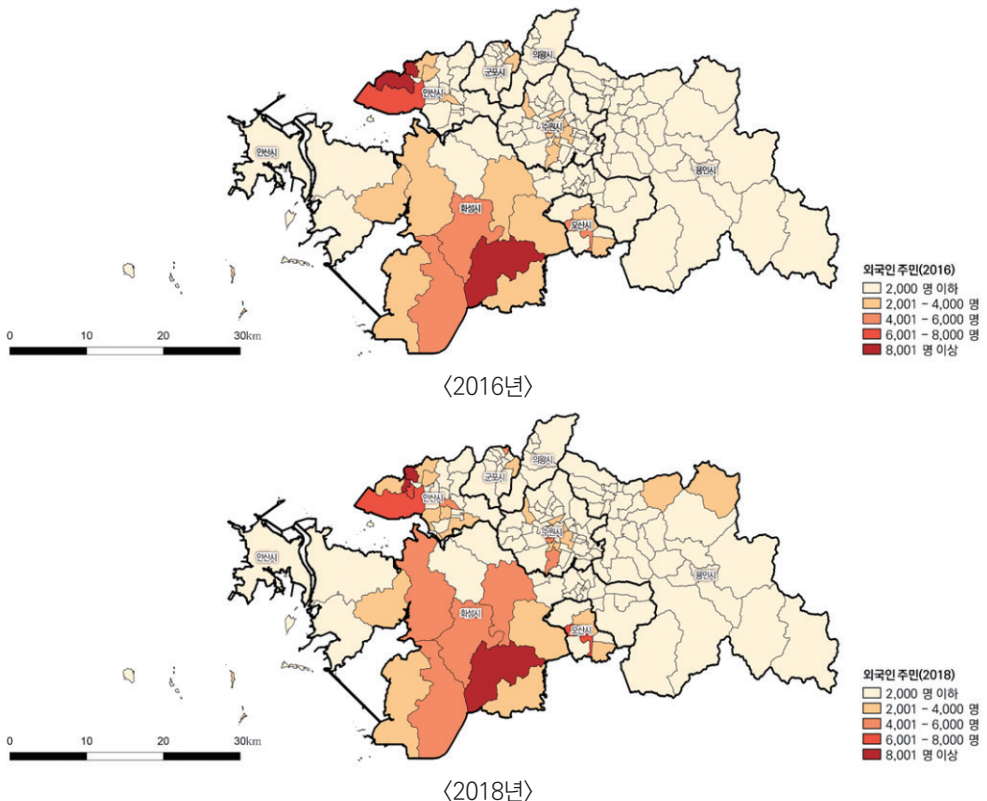 의왕시
군포시
안산시
수원시
안산시
용인시
화성시
오산시
외국인 주민(2016)
2,000 명 이하
2,001 - 4,000 명
4,001 - 6,000 명
6,001 - 8,000 명
8,001 명 이상
0 10 20 30km
〈2016년〉
의왕시
군포시
안산시
수원시
안산시
용인시
화성시
오산시
외국인 주민(2018)
2,000 명 이하
2,001 - 4,000 명
4,001 - 6,000 명
6,001 - 8,000 명
8,001 명 이상
0 10 20 30km
〈2018년〉